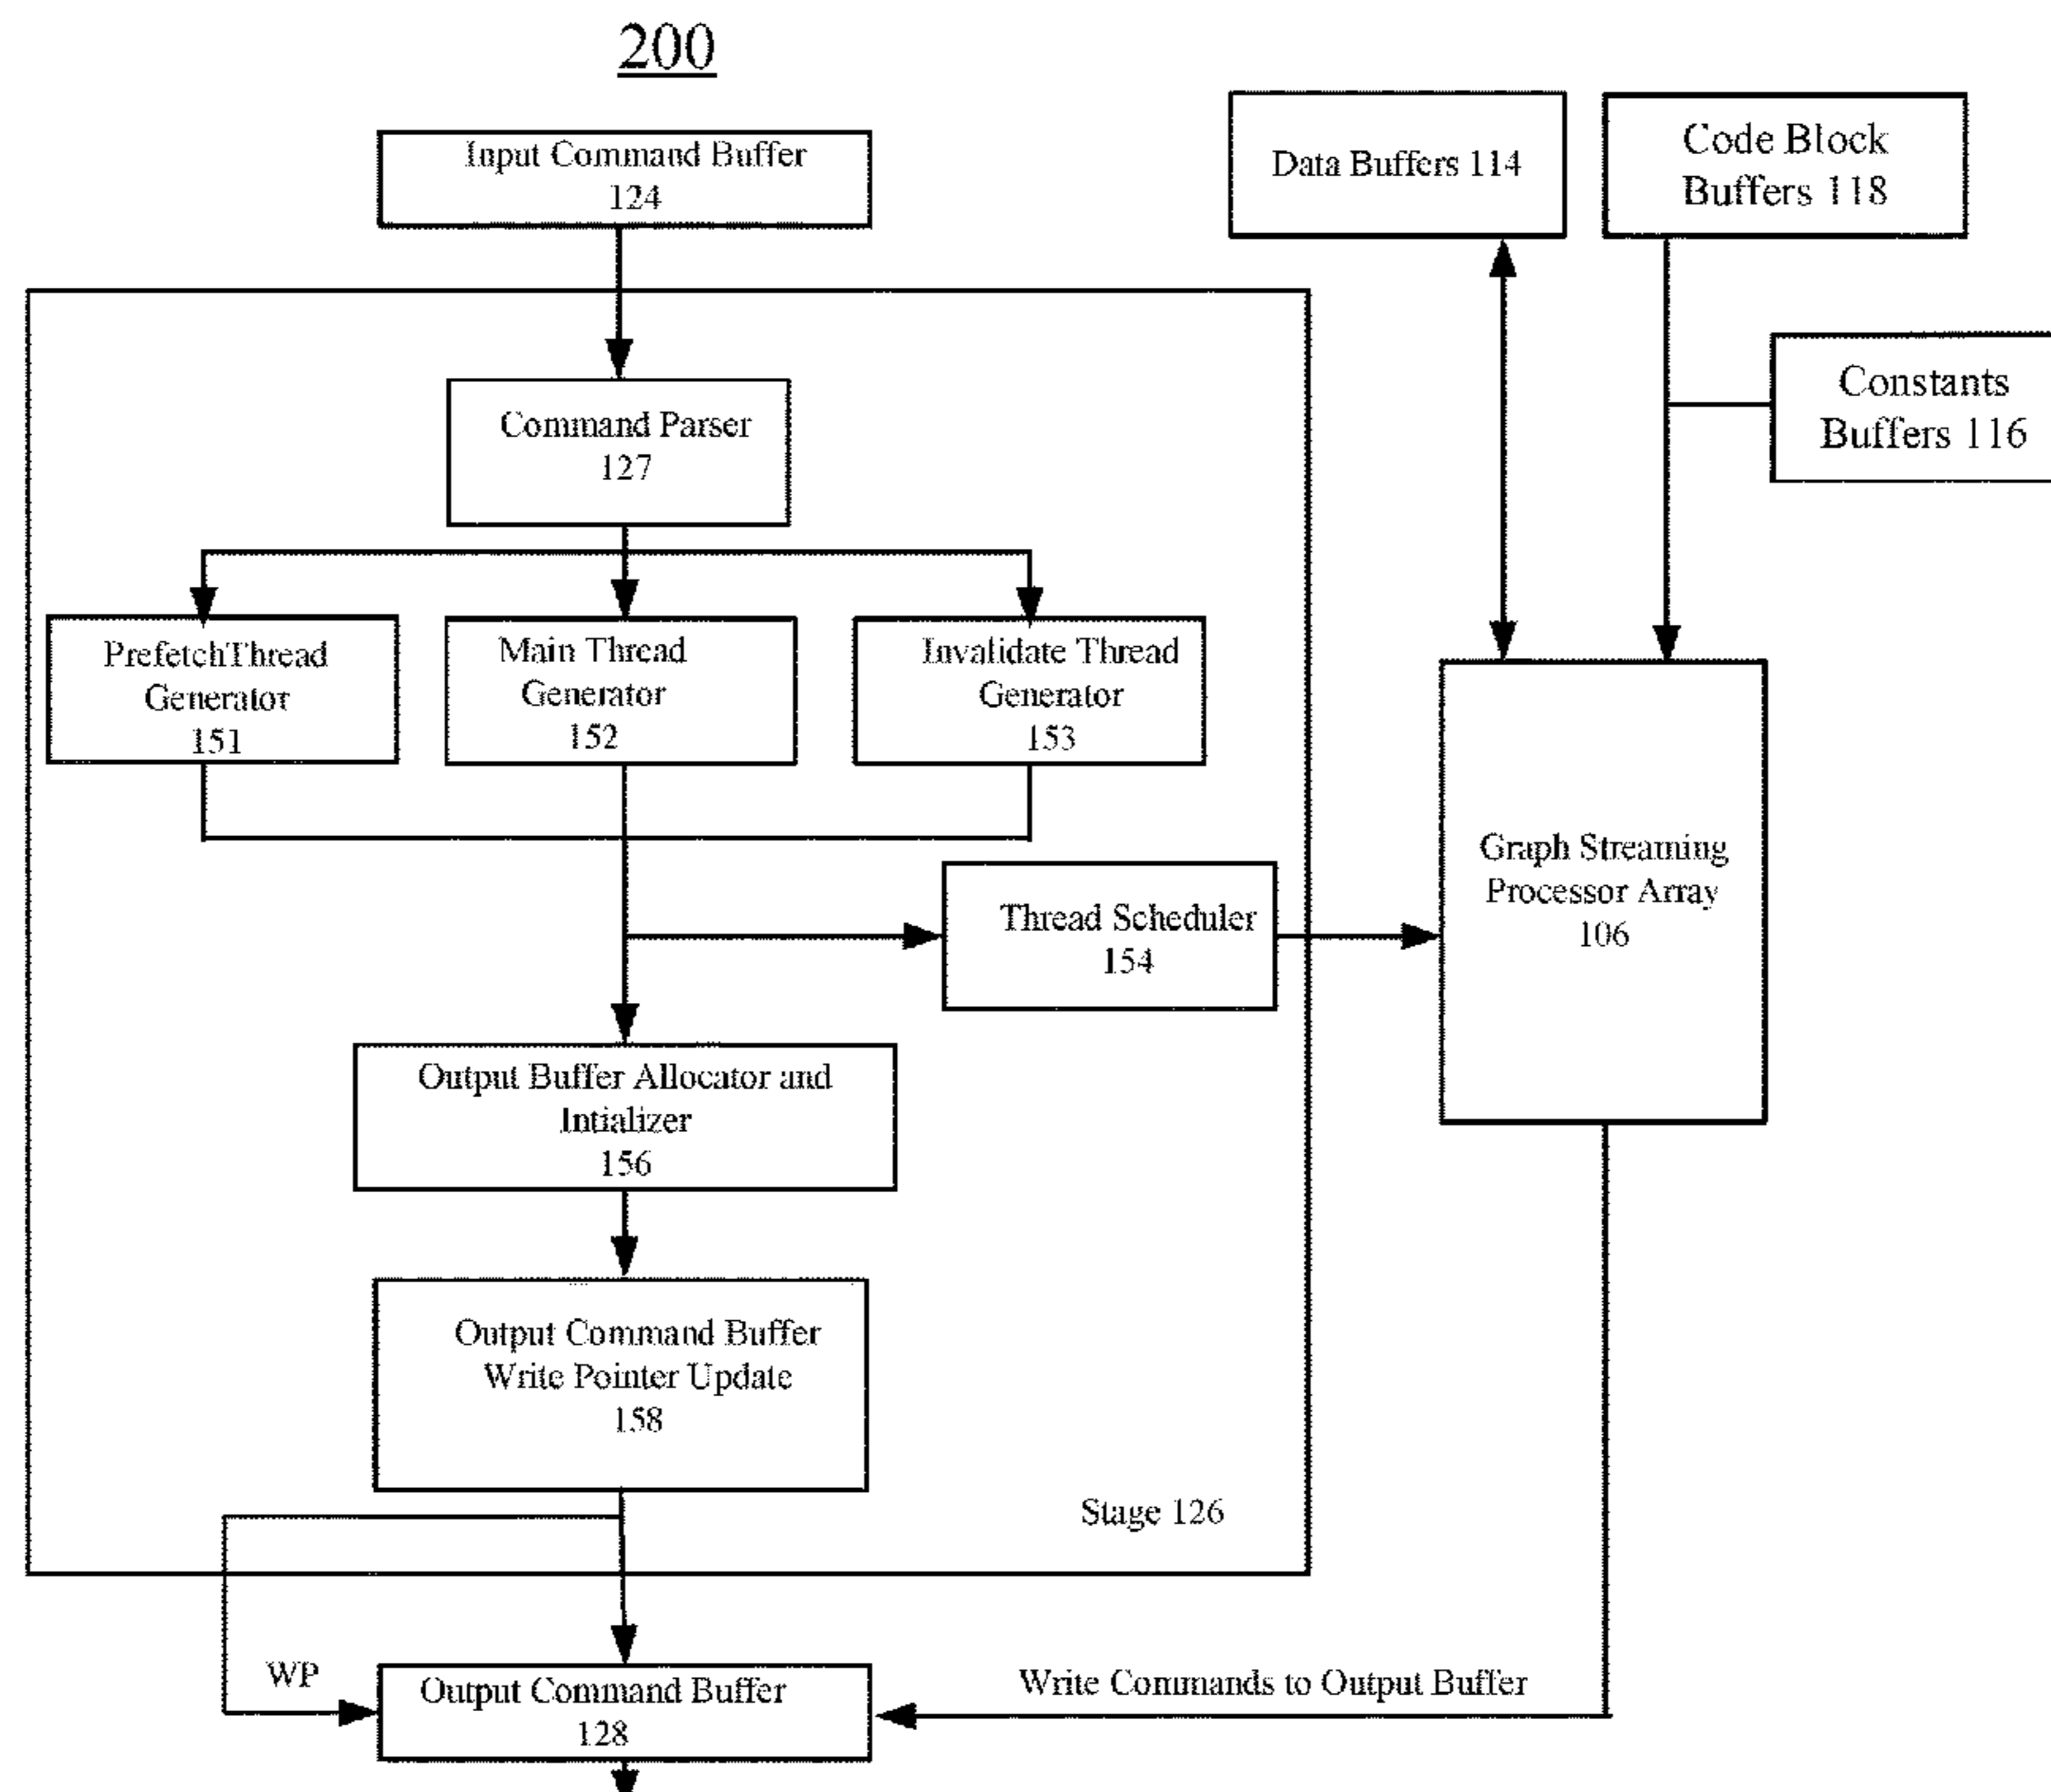 200
Input Command Buffer
124
Data Buffers 114
Code Block
Buffers 118
Constants
Buffers 116
Command Parser
127
PrefetchThread
Generator
151
Main Thread
Generator
152
Invalidate Thread
Generator
153
Thread Scheduler
154
Graph Streaming
Processor Array
106
Output Buffer Allocator and
Intializer
156
Output Command Buffer
Write Pointer Update
158
Stage 126
WP
Output Command Buffer
128
Write Commands to Output Buffer